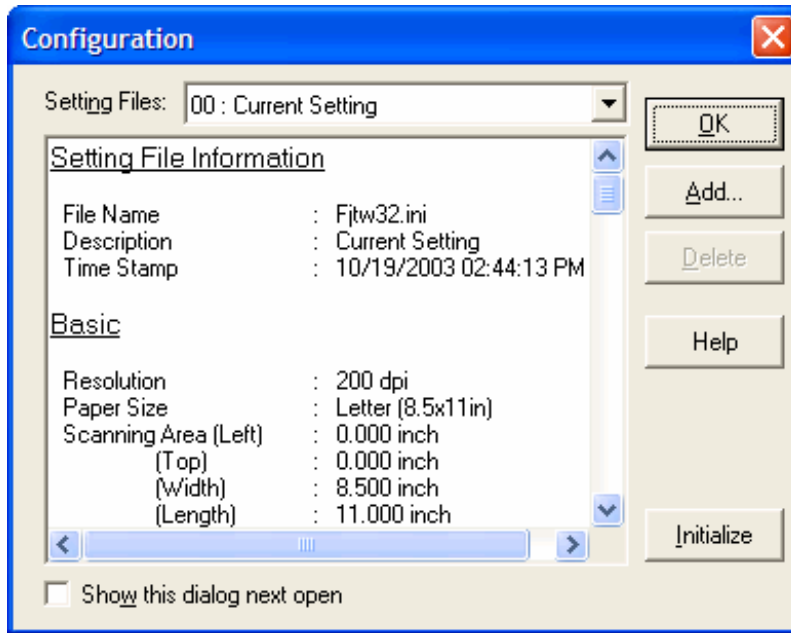 Configuration
Setting Files: 00 : Current Setting
OK
Setting File Information
Add...
File Name : Fjtw32.ini
Description : Current Setting
Delete
Time Stamp : 10/19/2003 02:44:13 PM
Basic
Help
Resolution : 200 dpi
Paper Size : Letter (8.5x11in)
Scanning Area (Left) : 0.000 inch
(Top) : 0.000 inch
(Width) : 8.500 inch
(Length) : 11.000 inch
Initialize
Show this dialog next open